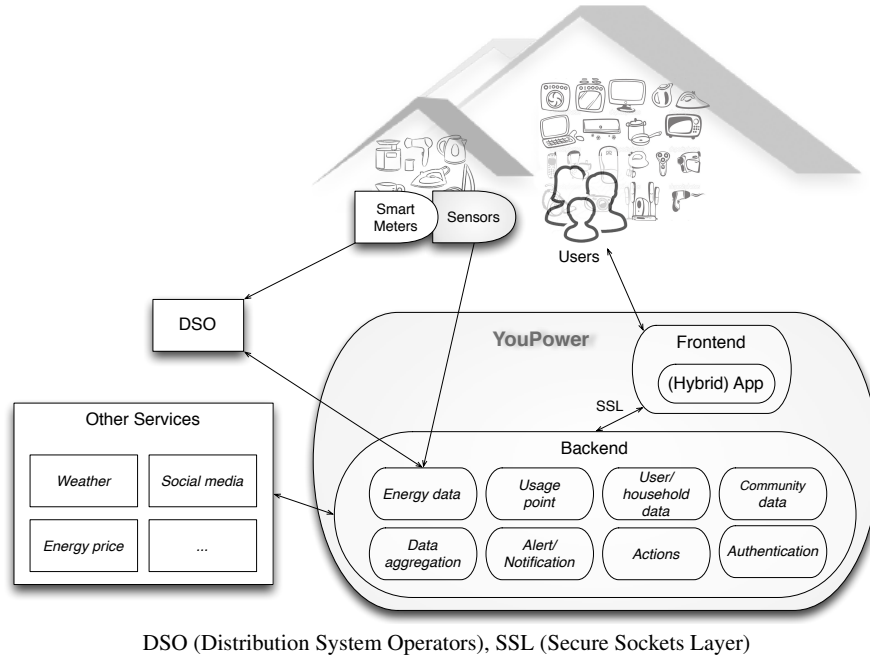 Smart
Meters
Sensors
Users
DSO
YouPower
Frontend
(Hybrid) App
SSL
Other Services
Weather
Social media
Energy price
...
Backend
Energy data
Usage
point
User/
household
data
Community
data
Data
aggregation
Alert/
Notification
Actions
Authentication
DSO (Distribution System Operators), SSL (Secure Sockets Layer)